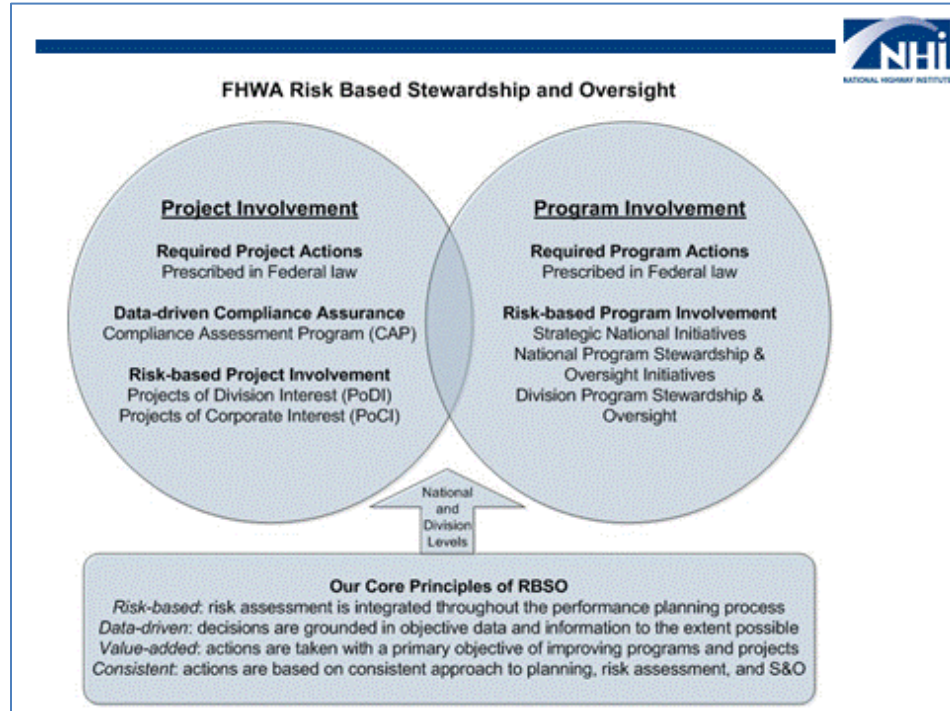 NHi
NATIONAL HIGHWAY INSTITUTE
FHWA Risk Based Stewardship and Oversight
Project Involvement
Required Project Actions
Prescribed in Federal law
Data-driven Compliance Assurance
Compliance Assessment Program (CAP)
Risk-based Project Involvement
Projects of Division Interest (PoDI)
Projects of Corporate Interest (PoCI)
Program Involvement
Required Program Actions
Prescribed in Federal law
Risk-based Program Involvement
Strategic National Initiatives
National Program Stewardship &
Oversight Initiatives
Division Program Stewardship &
Oversight
National
and
Division
Levels
Our Core Principles of RBSO
Risk-based: risk assessment is integrated throughout the performance planning process
Data-driven: decisions are grounded in objective data and information to the extent possible
Value-added: actions are taken with a primary objective of improving programs and projects
Consistent: actions are based on consistent approach to planning, risk assessment, and S&O